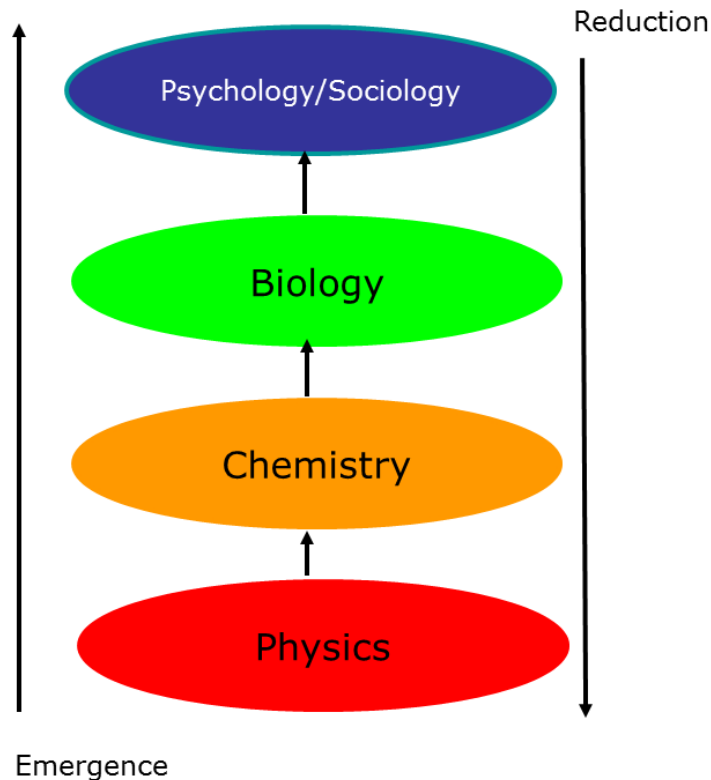 Reduction
Psychology/Sociology
Biology
Chemistry
Physics
Emergence